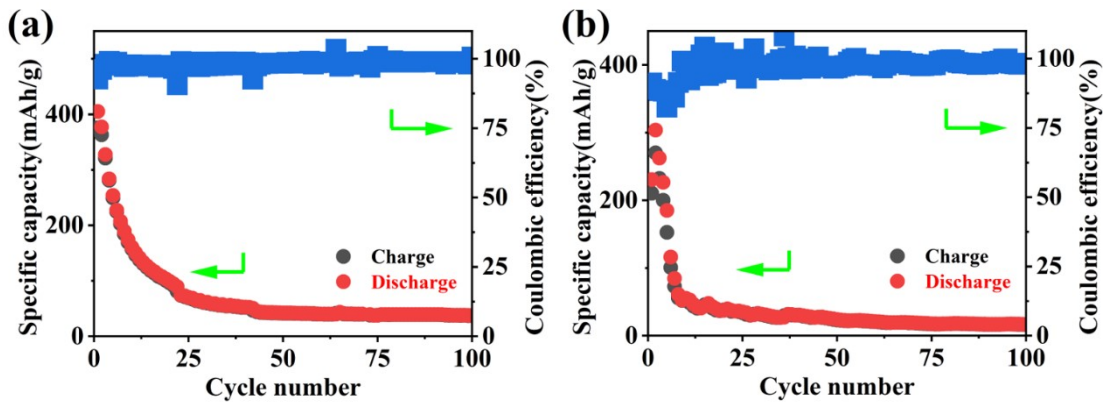 (a)
Specific capacity(mAh/g)
400
200
0
100
75
50
25
0
Coulombic efficiency(%)
Charge
Discharge
0 25 50 75 100
Cycle number
(b)
Specific capacity(mAh/g)
400
200
0
100
75
50
25
0
Coulombic efficiency(%)
Charge
Discharge
0 25 50 75 100
Cycle number